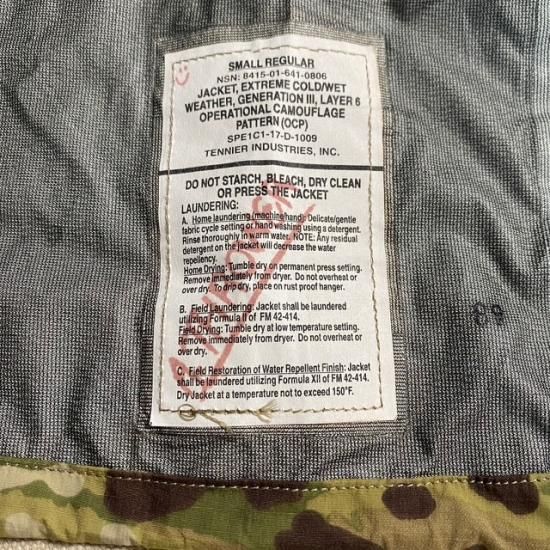 SMALL REGULAR
NSN: 8415-01-641-0806
JACKET, EXTREME COLD/WET
WEATHER, GENERATION III, LAYER 6
OPERATIONAL CAMOUFLAGE
PATTERN (OCP)
SPE1C1-17-D-1009
TENNIER INDUSTRIES, INC.
DO NOT STARCH, BLEACH, DRY CLEAN
OR PRESS THE JACKET
LAUNDERING:
A. Home laundering (machine/hand): Delicate/gentle
fabric cycle setting or hand washing using a detergent.
Rinse thoroughly in warm water. NOTE: Any residual
detergent on the jacket will decrease the water
repellency.
Home Drying: Tumble dry on permanent press setting.
Remove immediately from dryer. Do not overheat or
over dry. To drip dry, place on rust proof hanger.
B. Field Laundering: Jacket shall be laundered
utilizing Formula II of FM 42-414.
Field Drying: Tumble dry at low temperature setting.
Remove immediately from dryer. Do not overheat or
over dry.
C. Field Restoration of Water Repellent Finish: Jacket
shall be laundered utilizing Formula XII of FM 42-414.
Dry Jacket at a temperature not to exceed 150°F.